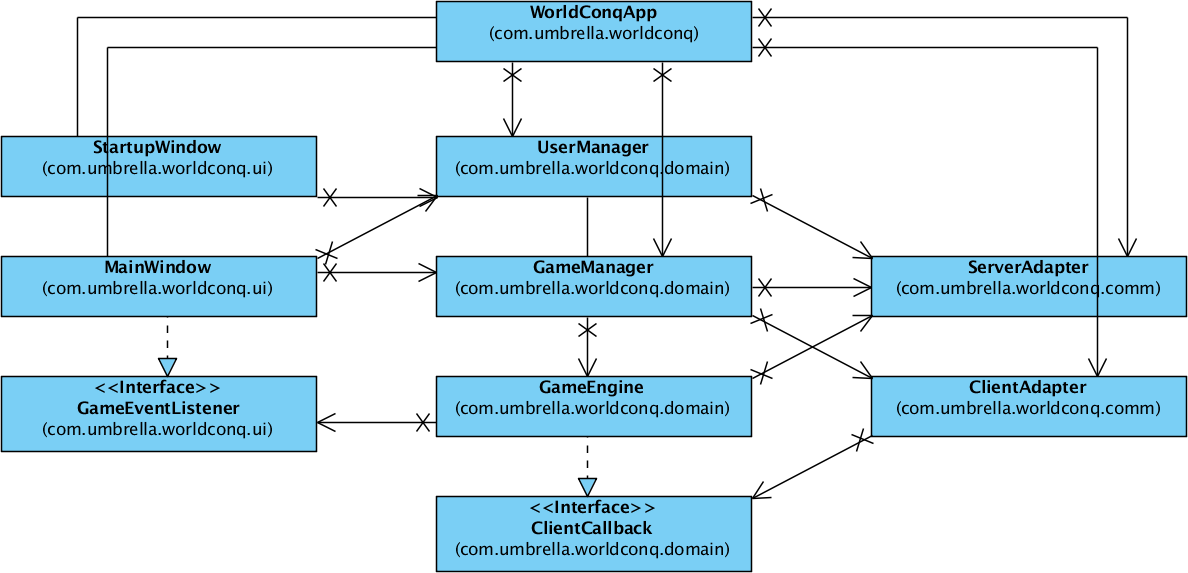 WorldConqApp
(com.umbrella.worldconq)
StartupWindow
(com.umbrella.worldconq.ui)
UserManager
(com.umbrella.worldconq.domain)
MainWindow
(com.umbrella.worldconq.ui)
GameManager
(com.umbrella.worldconq.domain)
ServerAdapter
(com.umbrella.worldconq.comm)
<<Interface>>
GameEventListener
(com.umbrella.worldconq.ui)
GameEngine
(com.umbrella.worldconq.domain)
ClientAdapter
(com.umbrella.worldconq.comm)
<<Interface>>
ClientCallback
(com.umbrella.worldconq.domain)